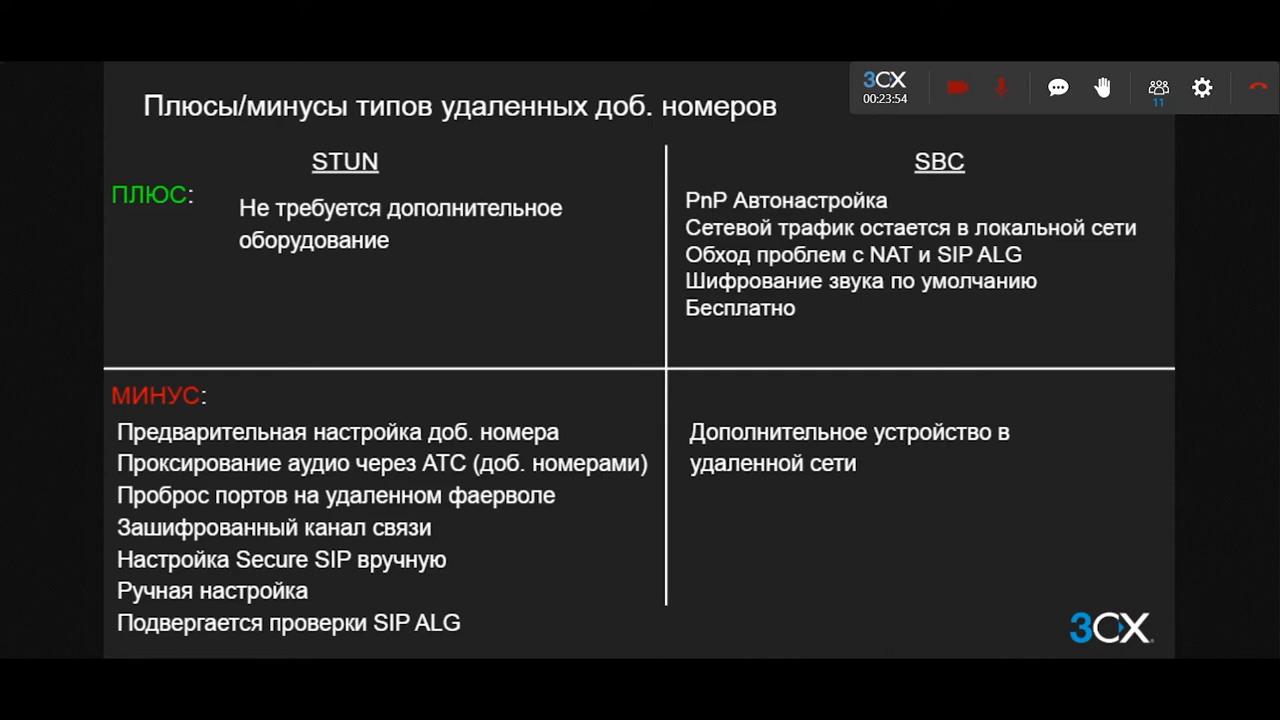 3CX
00:23:54
11
Плюсы/минусы типов удаленных доб. номеров
STUN
ПЛЮС:
Не требуется дополнительное
оборудование
SBC
PnP Автонастройка
Сетевой трафик остается в локальной сети
Обход проблем с NAT и SIP ALG
Шифрование звука по умолчанию
Бесплатно
МИНУС:
Предварительная настройка доб. номера
Проксирование аудио через АТС (доб. номерами)
Проброс портов на удаленном фаерволе
Зашифрованный канал связи
Настройка Secure SIP вручную
Ручная настройка
Подвергается проверки SIP ALG
Дополнительное устройство в
удаленной сети
3CX